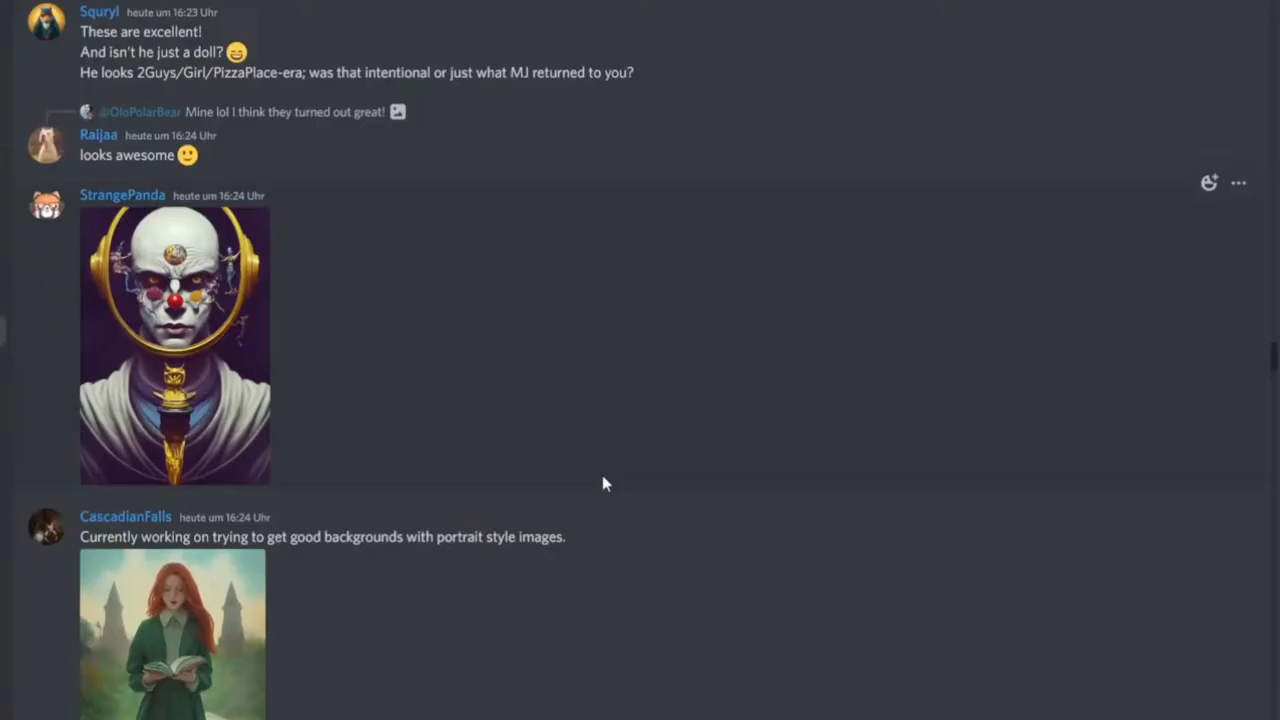 Squryl heute um 16:23 Uhr
These are excellent!
And isn't he just a doll? 😄
He looks 2Guys/Girl/PizzaPlace-era; was that intentional or just what MJ returned to you?
@OloPolarBear Mine lol I think they turned out great!
Raijaa heute um 16:24 Uhr
looks awesome 🙂
StrangePanda heute um 16:24 Uhr
CascadianFalls heute um 16:24 Uhr
Currently working on trying to get good backgrounds with portrait style images.